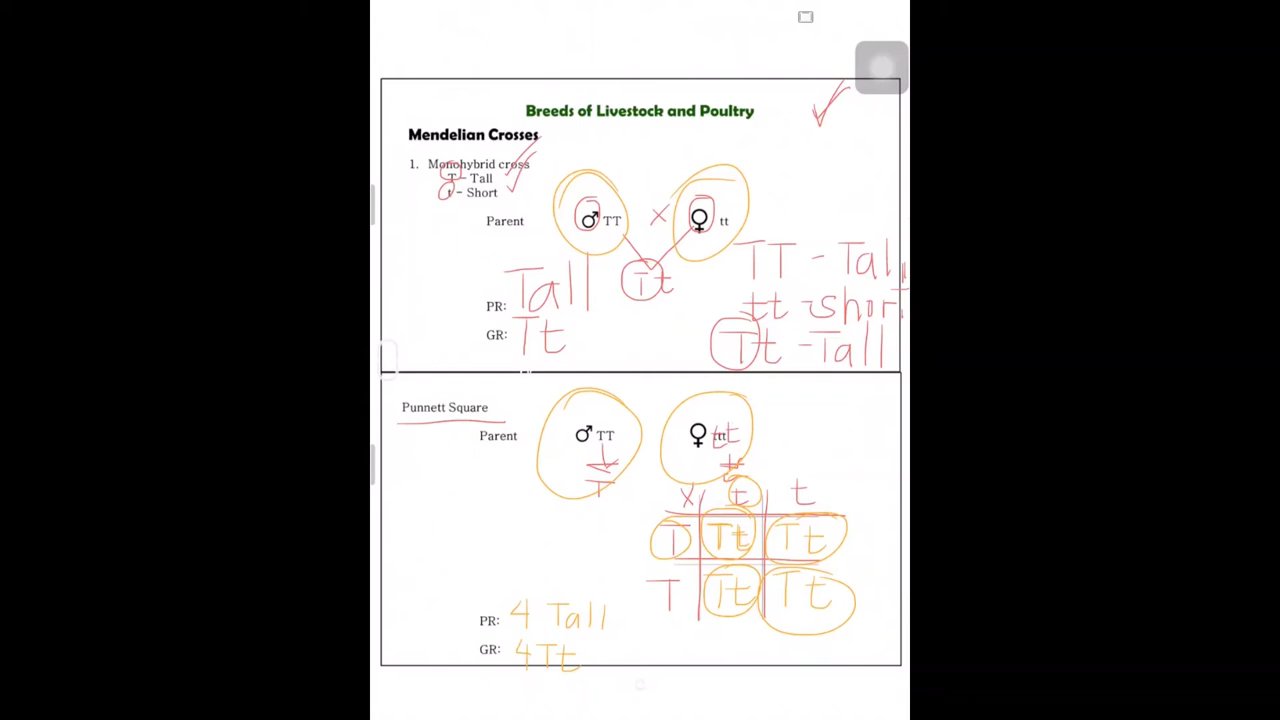 Breeds of Livestock and Poultry
Mendelian Crosses
1. Monohybrid cross
T - Tall
t - Short
Parent ♂ TT X ♀ tt
Tt
TT - Tall
PR: Tall
tt - short
GR: Tt
Tt - Tall
Punnett Square
Parent ♂ TT ♀ tt
T
X t t
T Tt Tt
T Tt Tt
PR: 4 Tall
GR: 4Tt